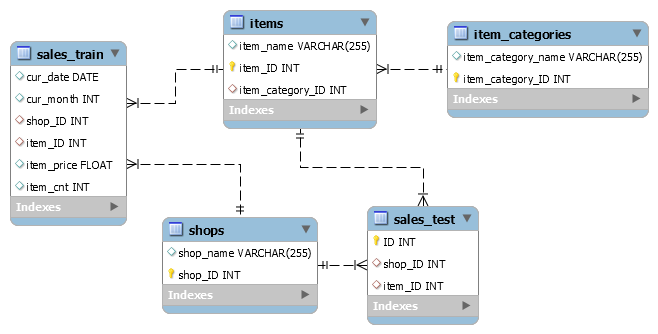 sales_train
cur_date DATE
cur_month INT
shop_ID INT
item_ID INT
item_price FLOAT
item_cnt INT
Indexes
items
item_name VARCHAR(255)
item_ID INT
item_category_ID INT
Indexes
item_categories
item_category_name VARCHAR(255)
item_category_ID INT
Indexes
shops
shop_name VARCHAR(255)
shop_ID INT
Indexes
sales_test
ID INT
shop_ID INT
item_ID INT
Indexes